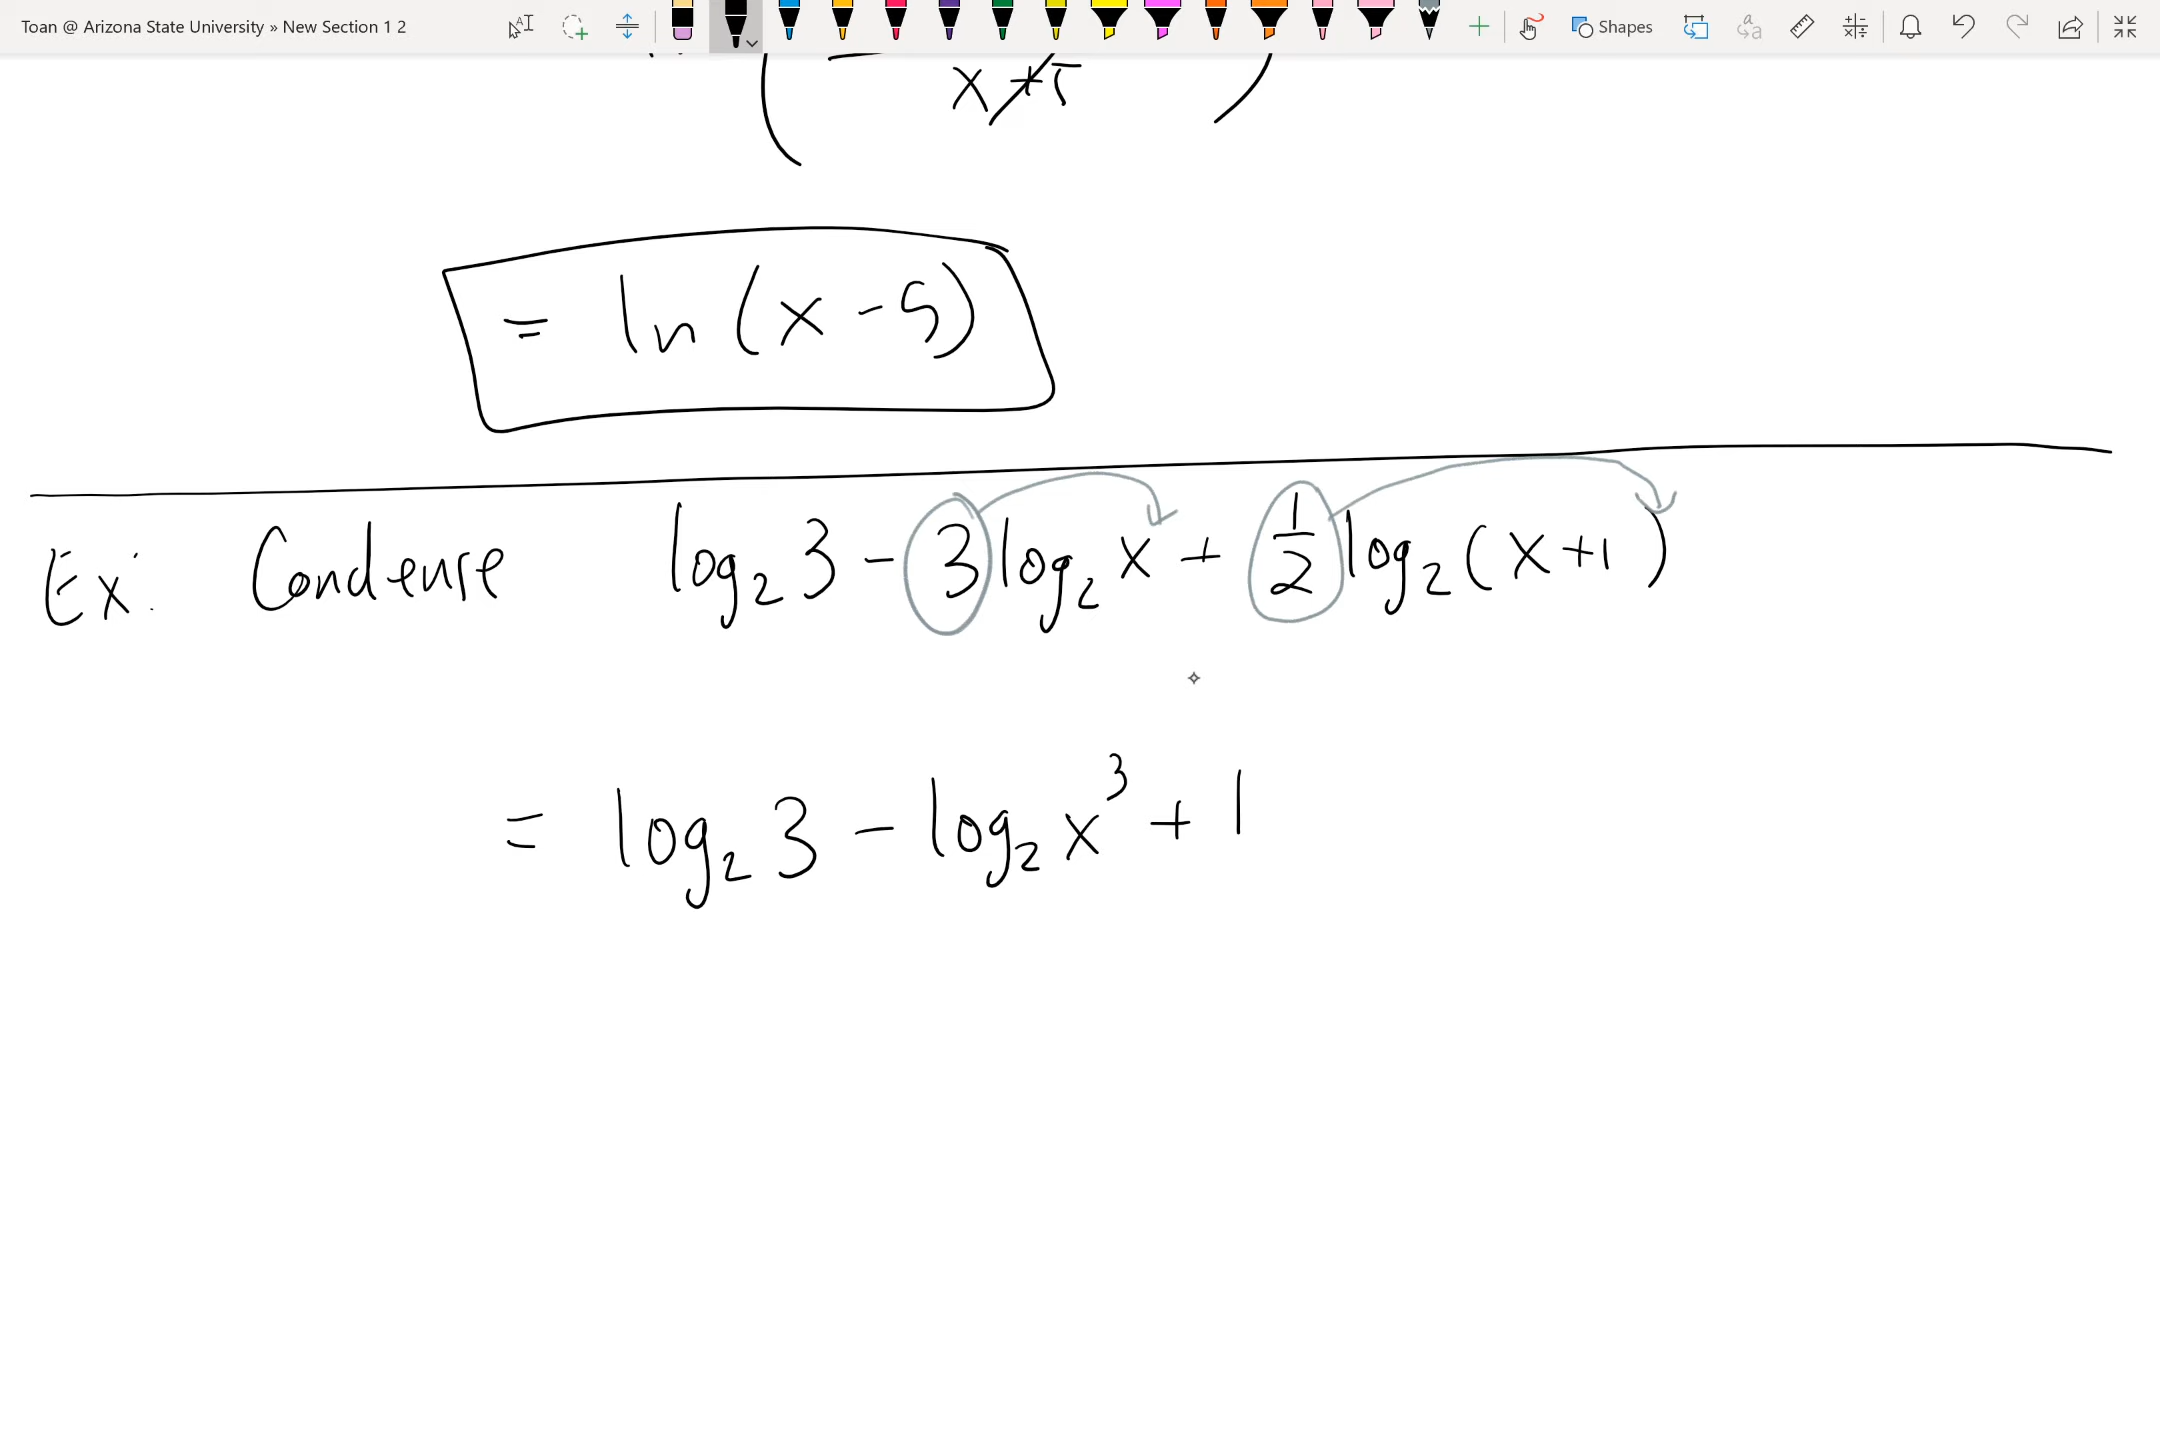 Toan @ Arizona State University » New Section 1 2 Shapes
x+5
= ln(x-5)
Ex: Condense log₂3 - 3log₂x + 1/2 log₂(x+1)
= log₂3 - log₂x³ + l